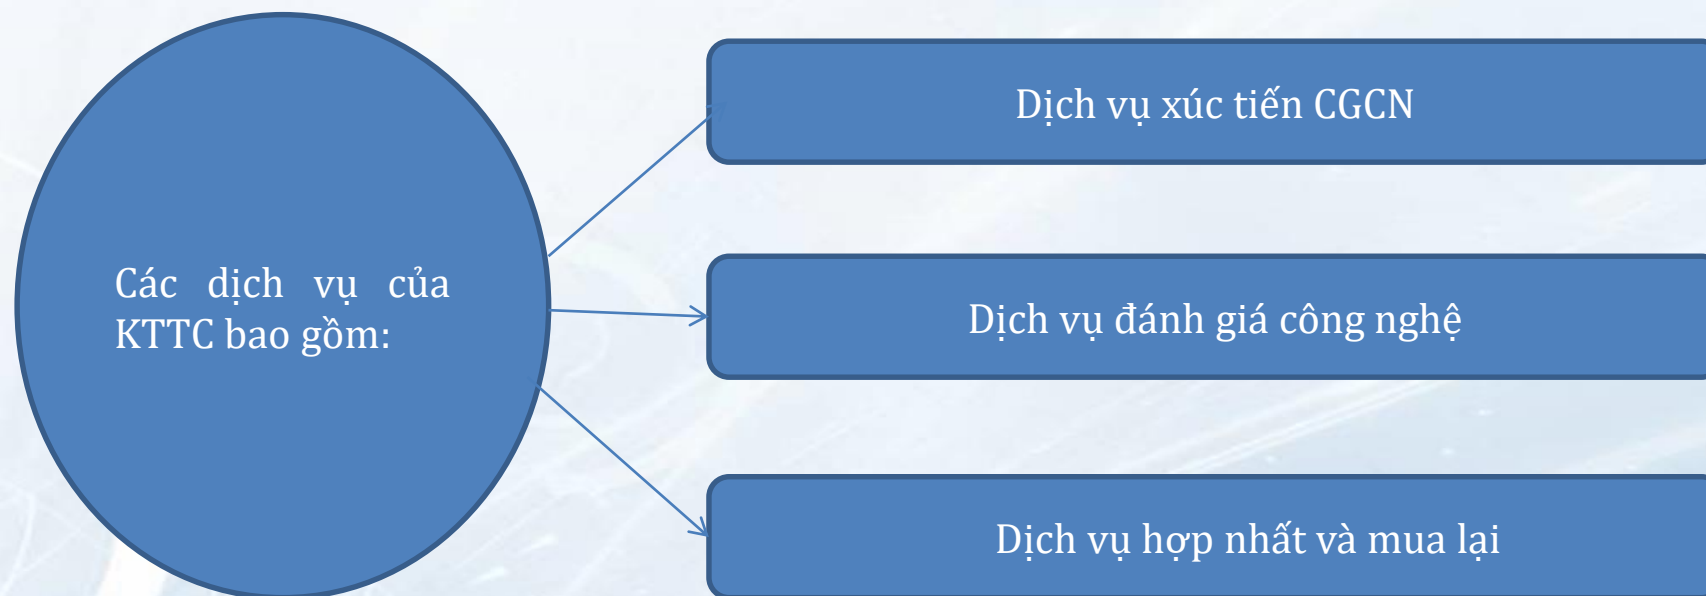 Các dịch vụ của
KTTC bao gồm:
Dịch vụ xúc tiến CGCN
Dịch vụ đánh giá công nghệ
Dịch vụ hợp nhất và mua lại